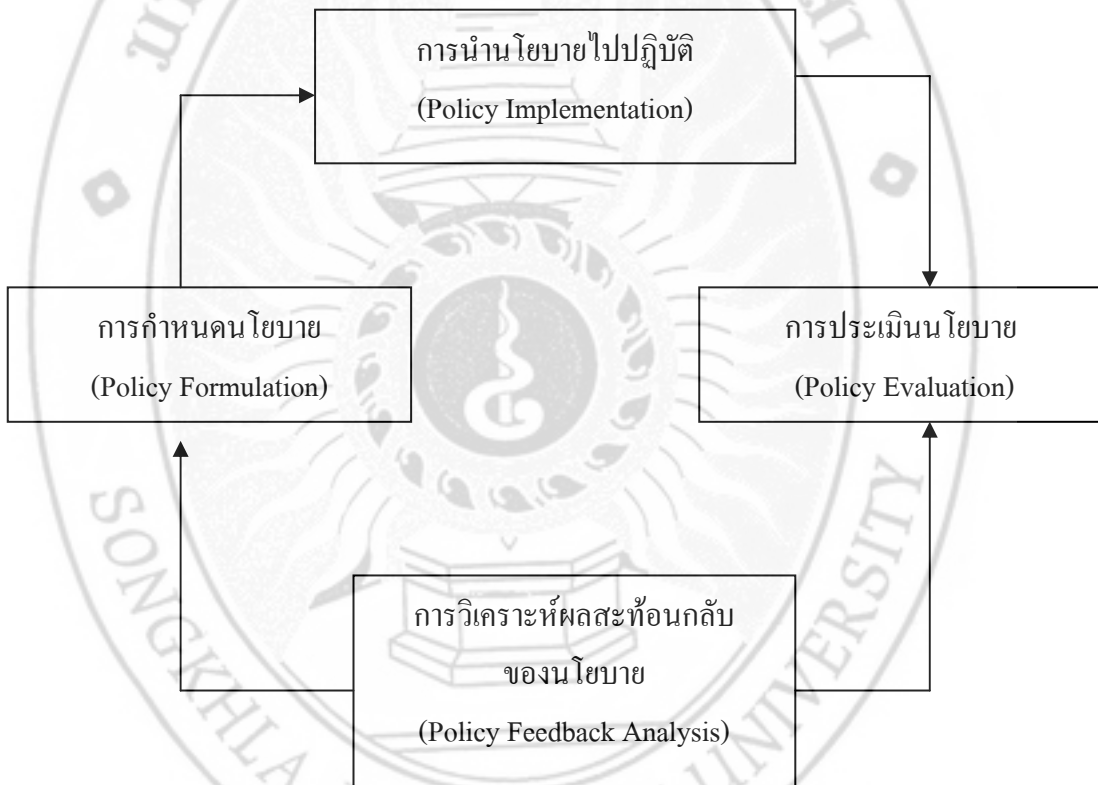 การนำนโยบายไปปฏิบัติ
(Policy Implementation)
การกำหนดนโยบาย
(Policy Formulation)
การประเมินนโยบาย
(Policy Evaluation)
การวิเคราะห์ผลสะท้อนกลับ
ของนโยบาย
(Policy Feedback Analysis)
SONGKHLA
UNIVERSITY